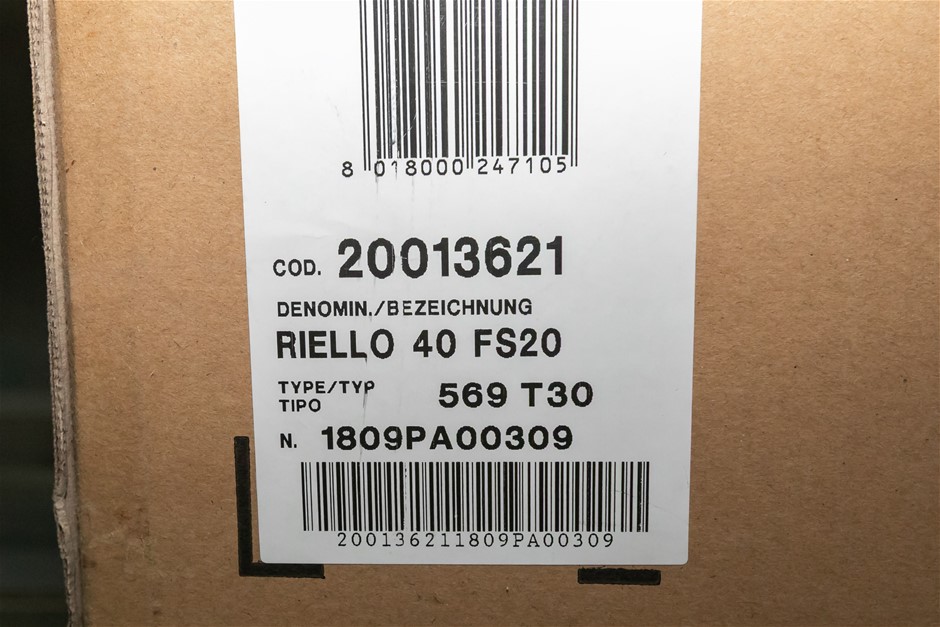 8 018000 247105
COD. 20013621
DENOMIN./BEZEICHNUNG
RIELLO 40 FS20
TYPE/TYP
TIPO 569 T30
N. 1809PA00309
200136211809PA00309